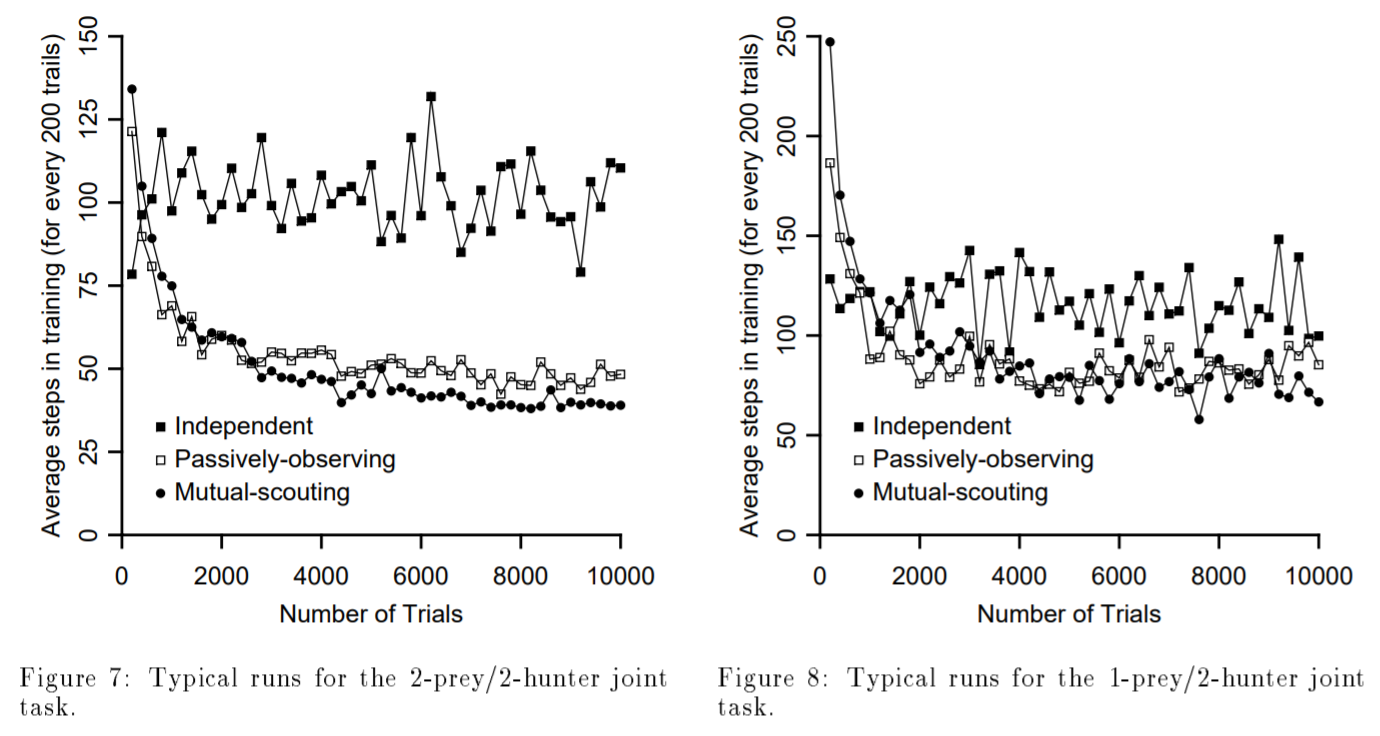 Average steps in training (for every 200 trails)
150
125
100
75
50
25
0
Independent
Passively-observing
Mutual-scouting
0 2000 4000 6000 8000 10000
Number of Trials
Figure 7: Typical runs for the 2-prey/2-hunter joint
task.
Average steps in training (for every 200 trails)
250
200
150
100
50
0
Independent
Passively-observing
Mutual-scouting
0 2000 4000 6000 8000 10000
Number of Trials
Figure 8: Typical runs for the 1-prey/2-hunter joint
task.